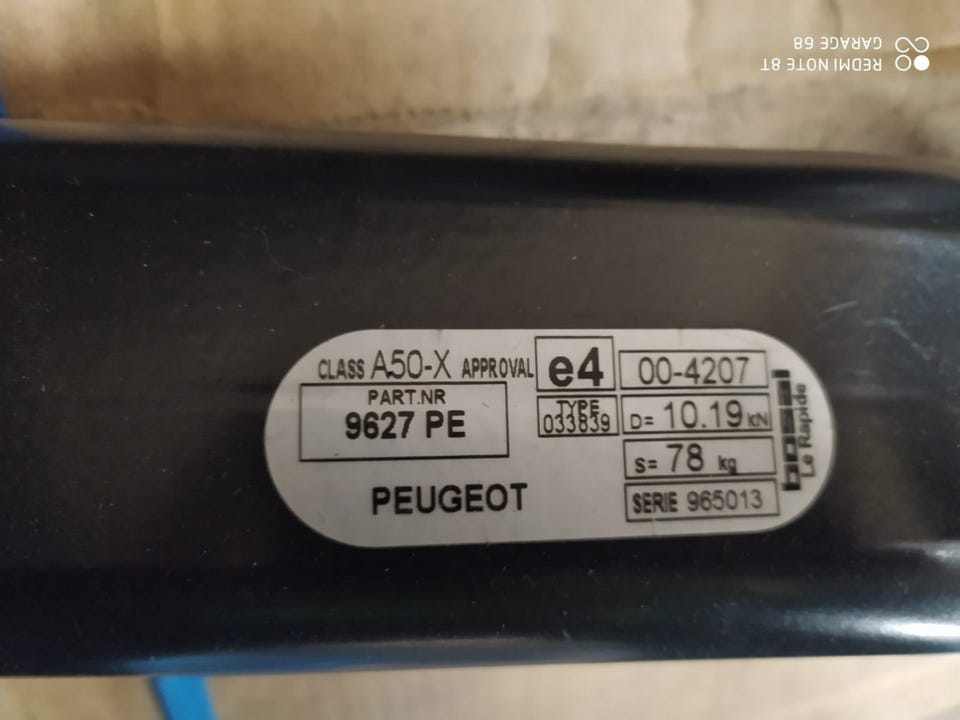 REDMI NOTE 8T
GARAGE 68
CLASS A50-X APPROVAL e4 00-4207
PART.NR
9627 PE
TYPE
033839
D= 10.19 kN
S= 78 kg
PEUGEOT
SERIE 965013
bosal
Le Rapide